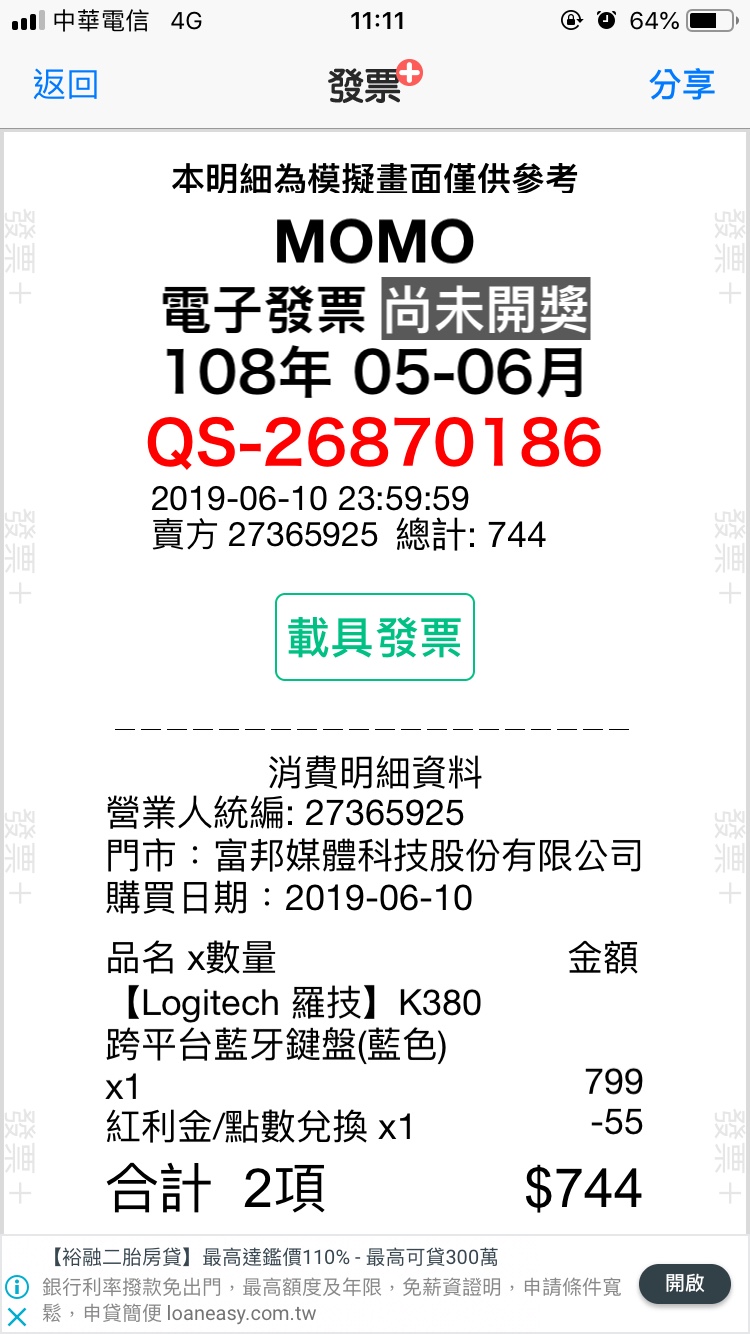 中華電信 4G 11:11 64%
返回 發票 分享
本明細為模擬畫面僅供參考
MOMO
電子發票 尚未開獎
108年 05-06月
QS-26870186
2019-06-10 23:59:59
賣方 27365925 總計: 744
載具發票
消費明細資料
營業人統編: 27365925
門市：富邦媒體科技股份有限公司
購買日期：2019-06-10
品名 x數量 金額
【Logitech 羅技】K380
跨平台藍牙鍵盤(藍色)
x1 799
紅利金/點數兌換 x1 -55
合計 2項 $744
發票+
發票+
發票+
發票+
發票+
發票+
發票+
發票+
【裕融二胎房貸】最高達鑑價110% - 最高可貸300萬
銀行利率撥款免出門，最高額度及年限，免薪資證明，申請條件寬
鬆，申貸簡便 loaneasy.com.tw
開啟